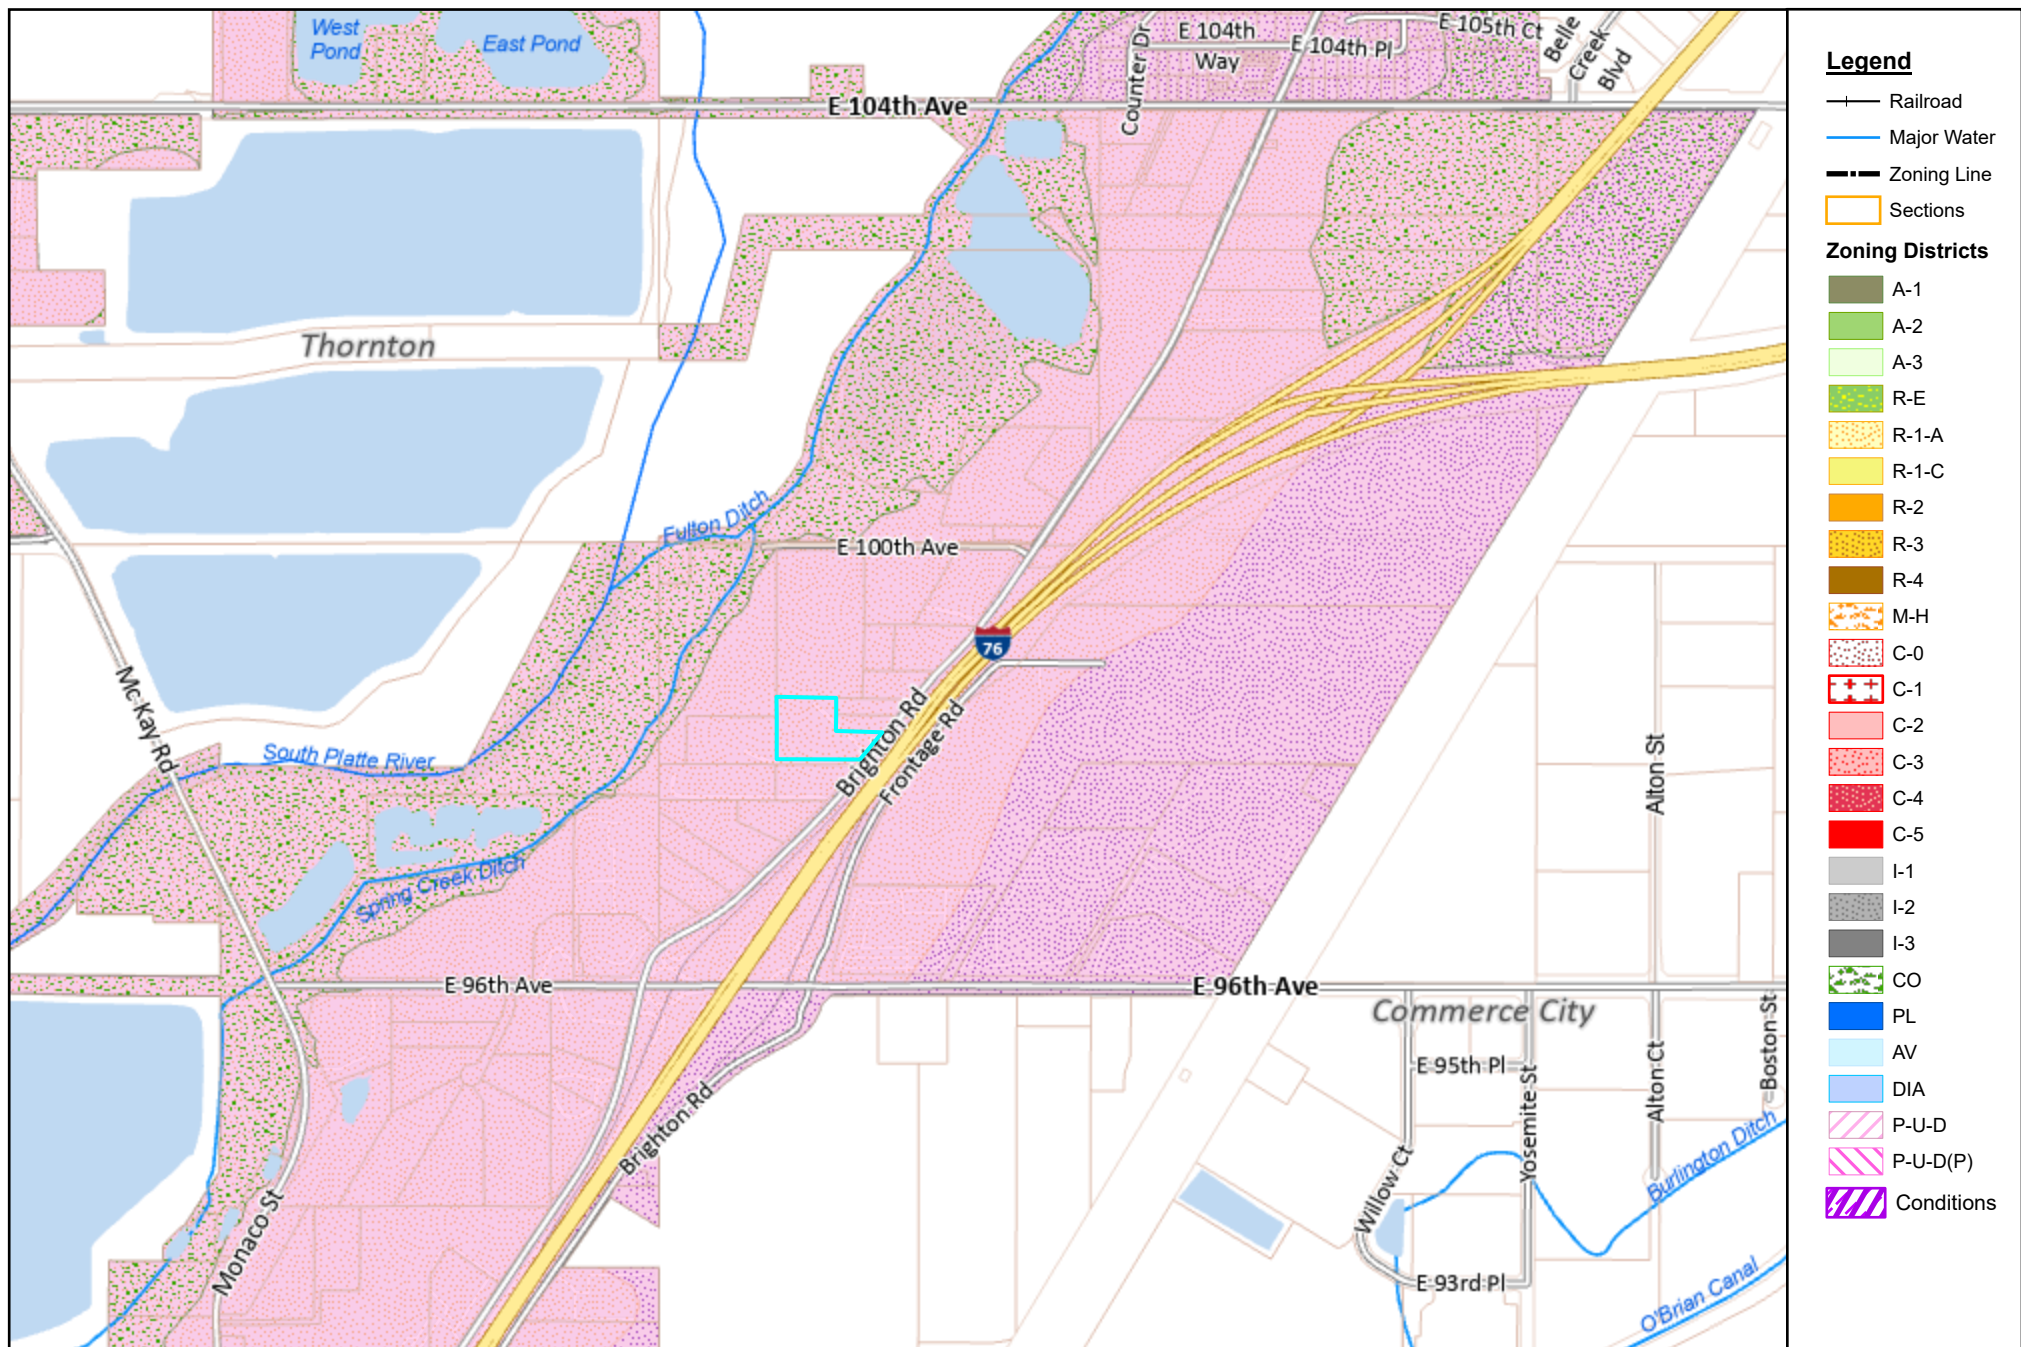 West
Pond
East Pond
E 104th
Way
E 104th Pl
E 105th Ct
Belle
Creek
Blvd
Counter Dr
E 104th Ave
Thornton
Fulton Ditch
E 100th Ave
76
Mc Kay Rd
South Platte River
Brighton Rd
Frontage Rd
Alton St
Spring Creek Ditch
E 96th Ave
E 96th Ave
Commerce City
E 95th Pl
Yosemite St
Alton Ct
Boston St
Brighton Rd
Monaco St
Willow Ct
Burlington Ditch
E 93rd Pl
O'Brian Canal
Legend
Railroad
Major Water
Zoning Line
Sections
Zoning Districts
A-1
A-2
A-3
R-E
R-1-A
R-1-C
R-2
R-3
R-4
M-H
C-0
C-1
C-2
C-3
C-4
C-5
I-1
I-2
I-3
CO
PL
AV
DIA
P-U-D
P-U-D(P)
Conditions